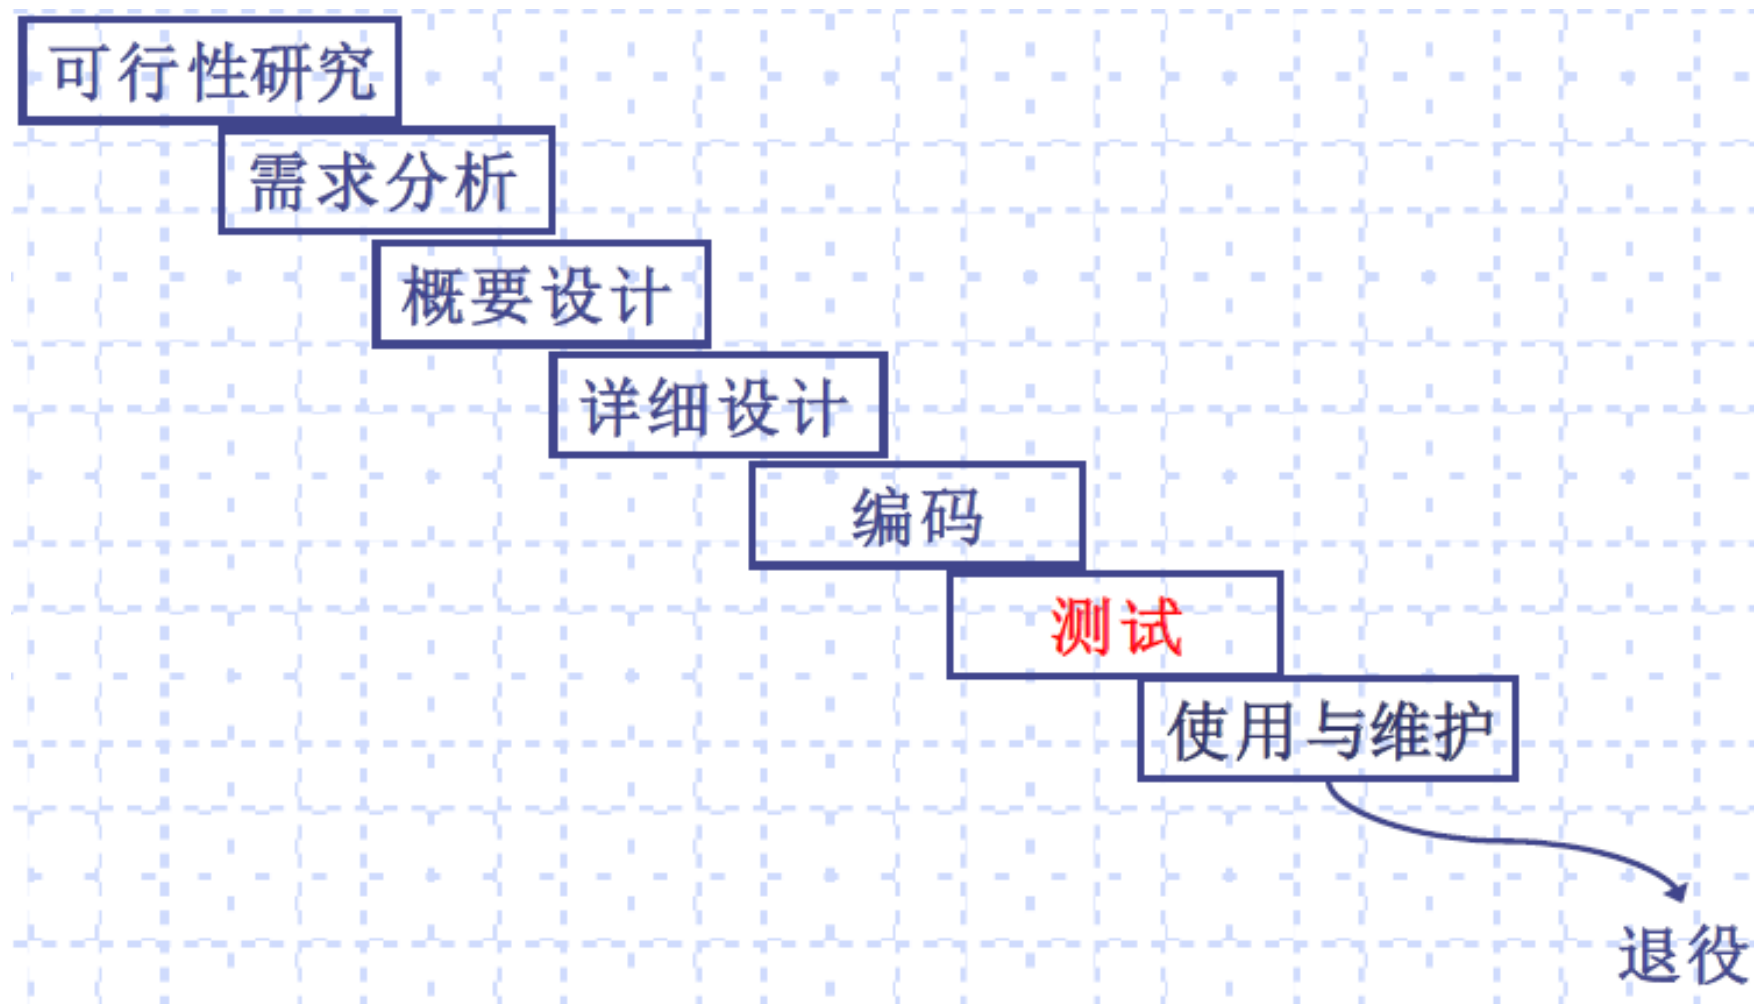 可行性研究
需求分析
概要设计
详细设计
编码
测试
使用与维护
退役